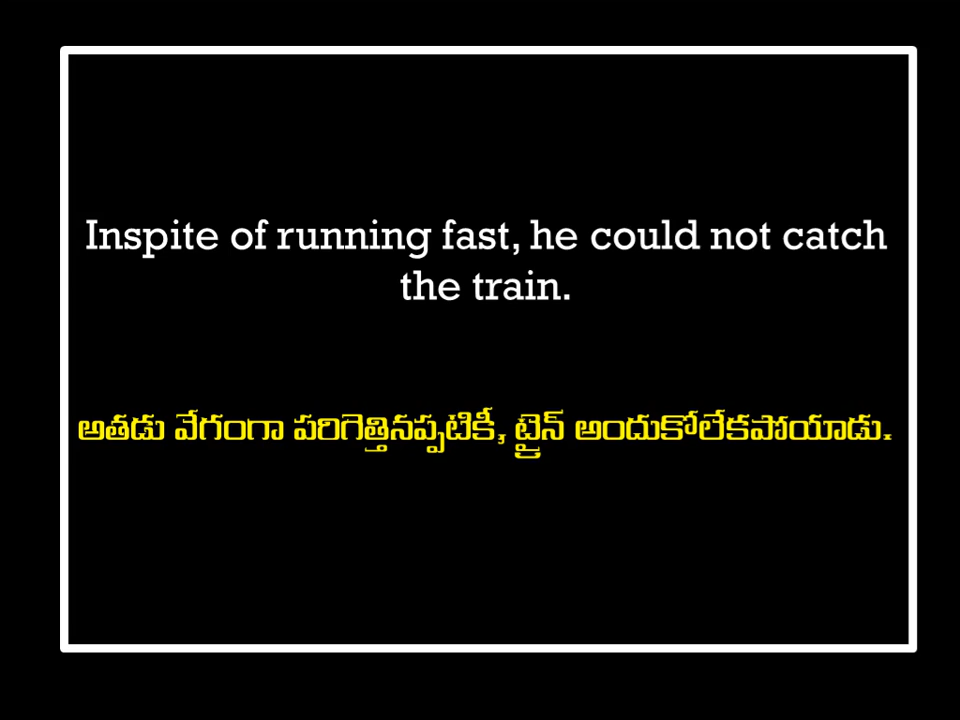 Inspite of running fast, he could not catch
the train.
అతడు వేగంగా పరిగెత్తినప్పటికీ, ట్రైన్ అందుకోలేకపోయాడు.